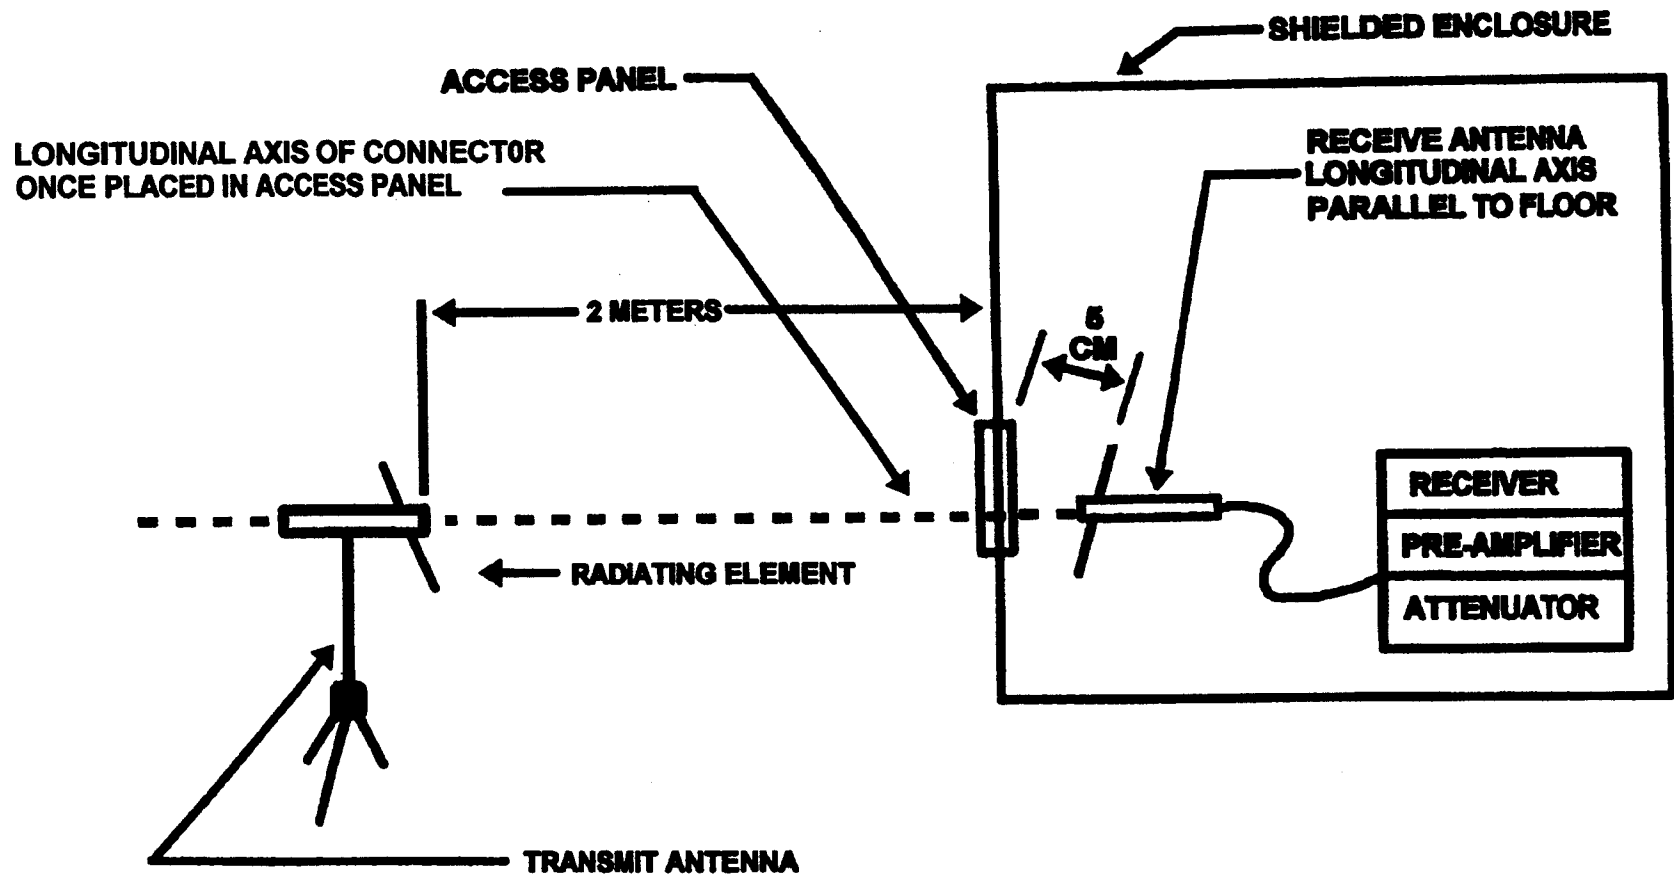 SHIELDED ENCLOSURE
ACCESS PANEL
LONGITUDINAL AXIS OF CONNECTOR
ONCE PLACED IN ACCESS PANEL
RECEIVE ANTENNA
LONGITUDINAL AXIS
PARALLEL TO FLOOR
2 METERS
5
CM
RECEIVER
PRE-AMPLIFIER
ATTENUATOR
RADIATING ELEMENT
TRANSMIT ANTENNA